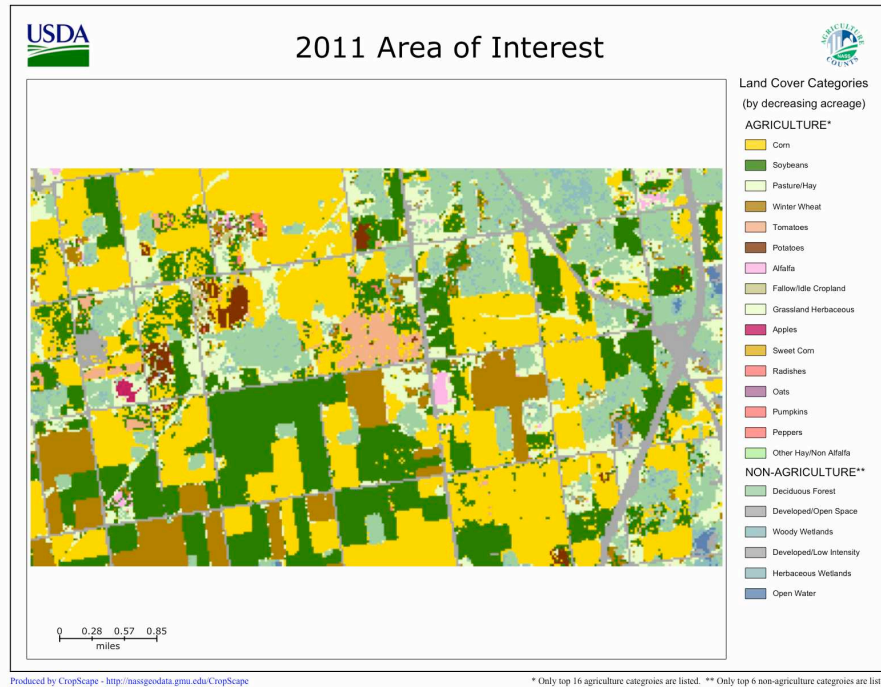 USDA
2011 Area of Interest
AGRICULTURE
COUNTS
Land Cover Categories
(by decreasing acreage)
AGRICULTURE*
Corn
Soybeans
Pasture/Hay
Winter Wheat
Tomatoes
Potatoes
Alfalfa
Fallow/Idle Cropland
Grassland Herbaceous
Apples
Sweet Corn
Radishes
Oats
Pumpkins
Peppers
Other Hay/Non Alfalfa
NON-AGRICULTURE**
Deciduous Forest
Developed/Open Space
Woody Wetlands
Developed/Low Intensity
Herbaceous Wetlands
Open Water
0 0.28 0.57 0.85
miles
Produced by CropScape - http://nassgeodata.gmu.edu/CropScape
* Only top 16 agriculture categroies are listed. ** Only top 6 non-agriculture categroies are list